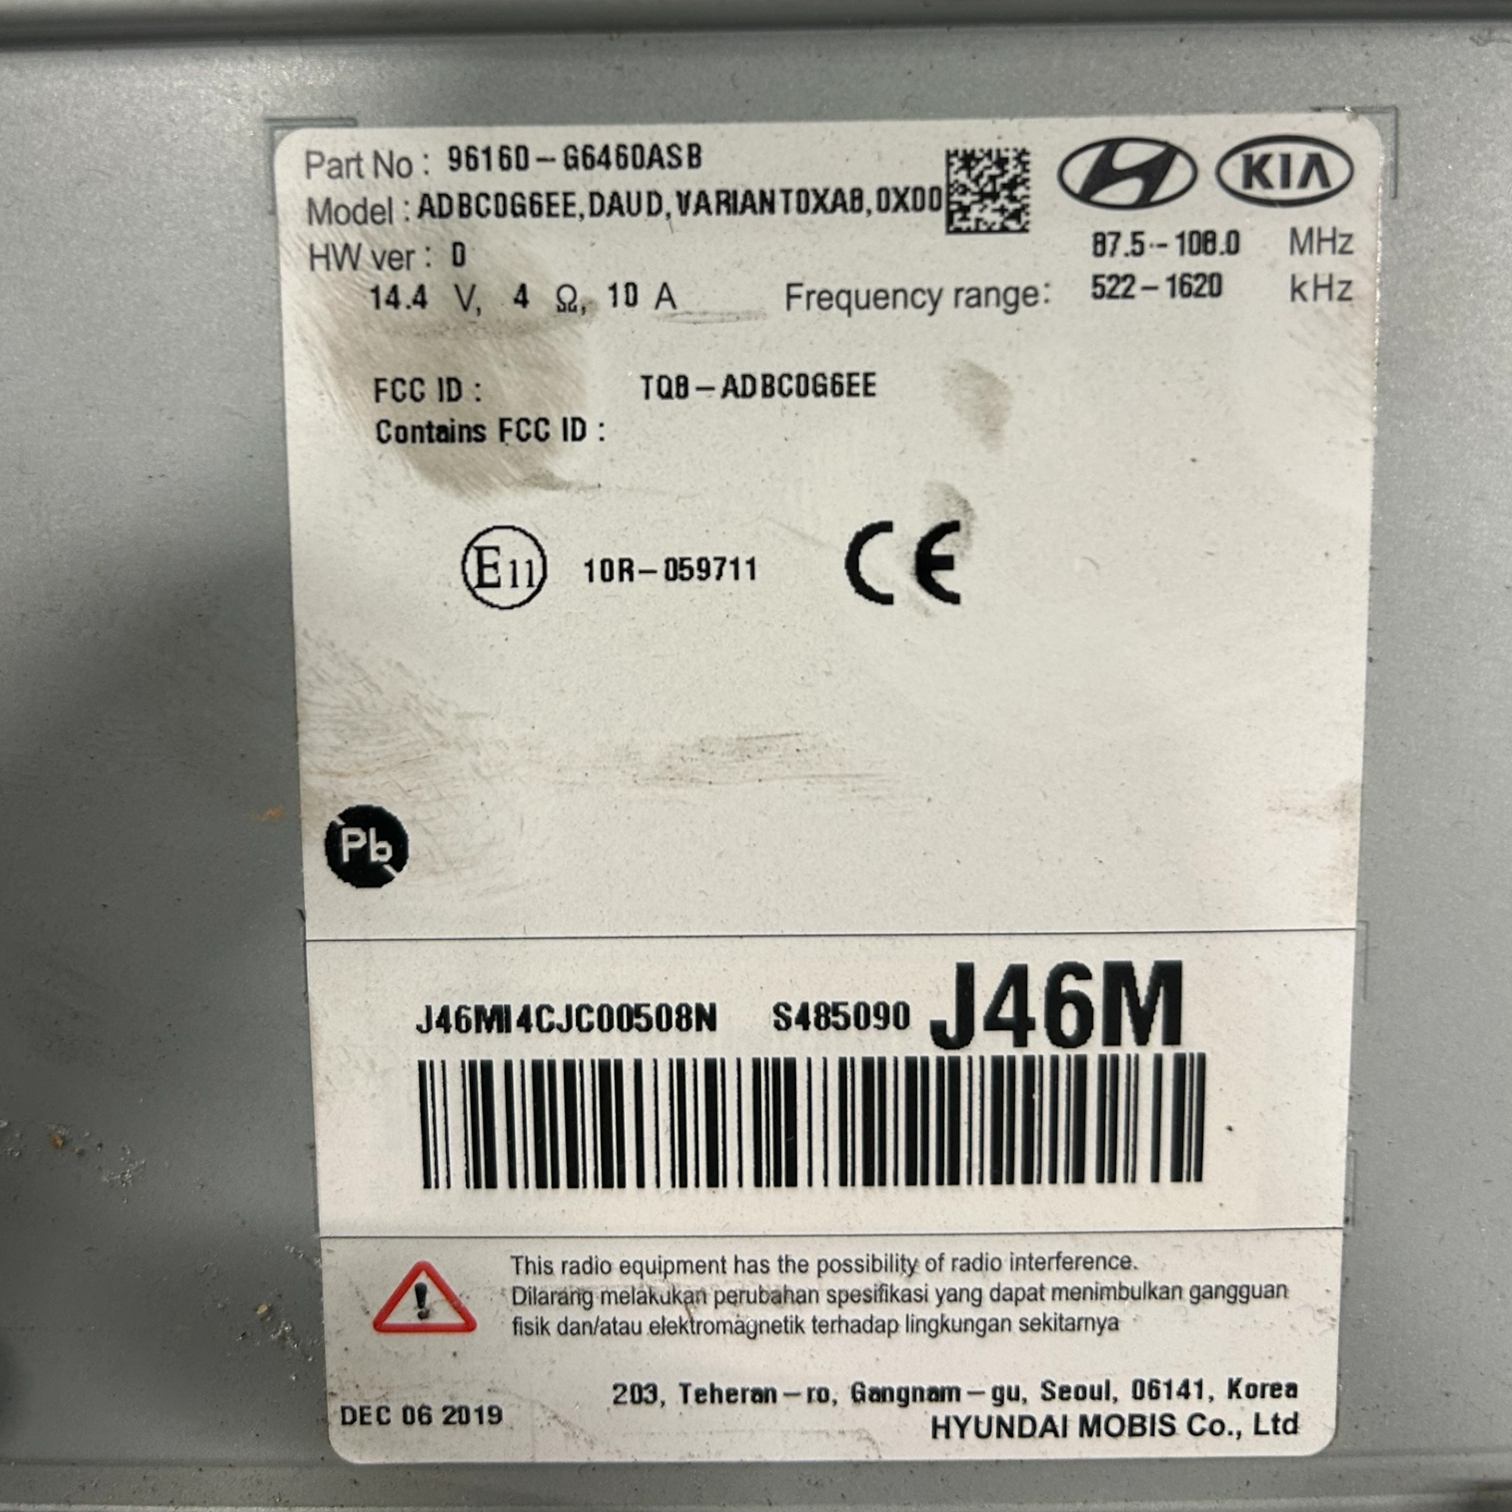 Part No : 96160-G6460ASB
KIA
Model : ADBC0G6EE,DAUD,VARIANT0XA8,0X00
HW ver : D
87.5-108.0 MHz
14.4 V, 4 Ω, 10 A
Frequency range: 522-1620 kHz
FCC ID : TQ8-ADBC0G6EE
Contains FCC ID :
E11 10R-059711 CE
Pb
J46MI4CJC00508N S485090 J46M
This radio equipment has the possibility of radio interference.
Dilarang melakukan perubahan spesifikasi yang dapat menimbulkan gangguan
fisik dan/atau elektromagnetik terhadap lingkungan sekitarnya
203, Teheran-ro, Gangnam-gu, Seoul, 06141, Korea
DEC 06 2019
HYUNDAI MOBIS Co., Ltd